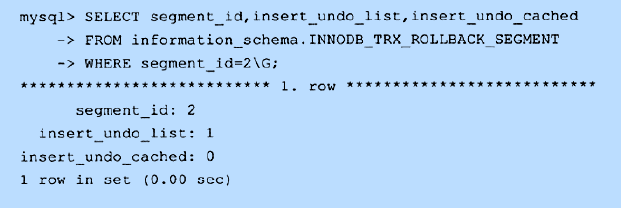 mysql> SELECT segment_id,insert_undo_list,insert_undo_cached
-> FROM information_schema.INNODB_TRX_ROLLBACK_SEGMENT
-> WHERE segment_id=2\G;
*************************** 1. row ***************************
segment_id: 2
insert_undo_list: 1
insert_undo_cached: 0
1 row in set (0.00 sec)